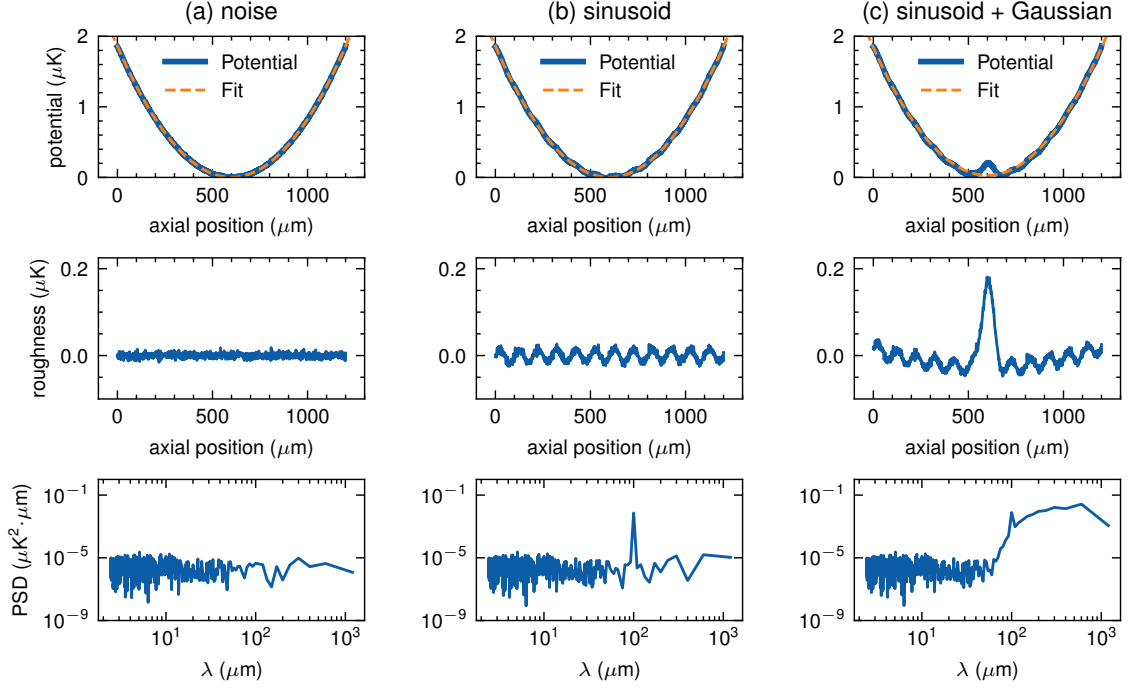 (a) noise
(b) sinusoid
(c) sinusoid + Gaussian
potential (μK)
2
1
0
Potential
Fit
0 500 1000
axial position (μm)
2
1
0
Potential
Fit
0 500 1000
axial position (μm)
2
1
0
Potential
Fit
0 500 1000
axial position (μm)
roughness (μK)
0.2
0.0
0 500 1000
axial position (μm)
0.2
0.0
0 500 1000
axial position (μm)
0.2
0.0
0 500 1000
axial position (μm)
PSD (μK²·μm)
10⁻¹
10⁻⁵
10⁻⁹
10¹ 10² 10³
λ (μm)
10⁻¹
10⁻⁵
10⁻⁹
10¹ 10² 10³
λ (μm)
10⁻¹
10⁻⁵
10⁻⁹
10¹ 10² 10³
λ (μm)